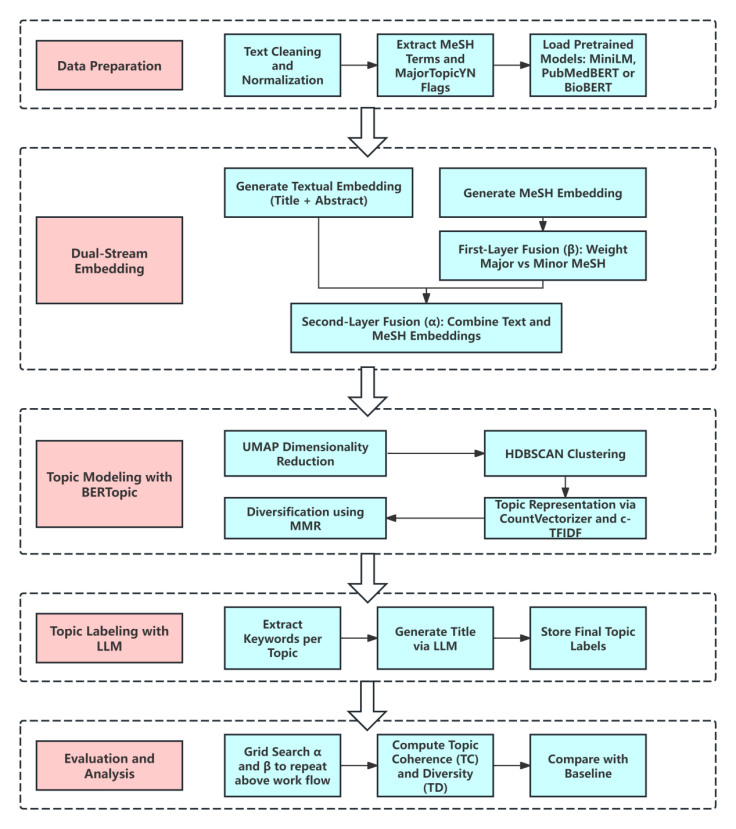 Data Preparation
Text Cleaning
and
Normalization
Extract MeSH
Terms and
MajorTopicYN
Flags
Load Pretrained
Models: MiniLM,
PubMedBERT or
BioBERT
Dual-Stream
Embedding
Generate Textual Embedding
(Title + Abstract)
Generate MeSH Embedding
First-Layer Fusion (β): Weight
Major vs Minor MeSH
Second-Layer Fusion (α): Combine Text and
MeSH Embeddings
Topic Modeling with
BERTopic
UMAP Dimensionality
Reduction
HDBSCAN Clustering
Diversification using
MMR
Topic Representation via
CountVectorizer and c-
TFIDF
Topic Labeling with
LLM
Extract
Keywords per
Topic
Generate Title
via LLM
Store Final Topic
Labels
Evaluation and
Analysis
Grid Search α
and β to repeat
above work flow
Compute Topic
Coherence (TC)
and Diversity
(TD)
Compare with
Baseline